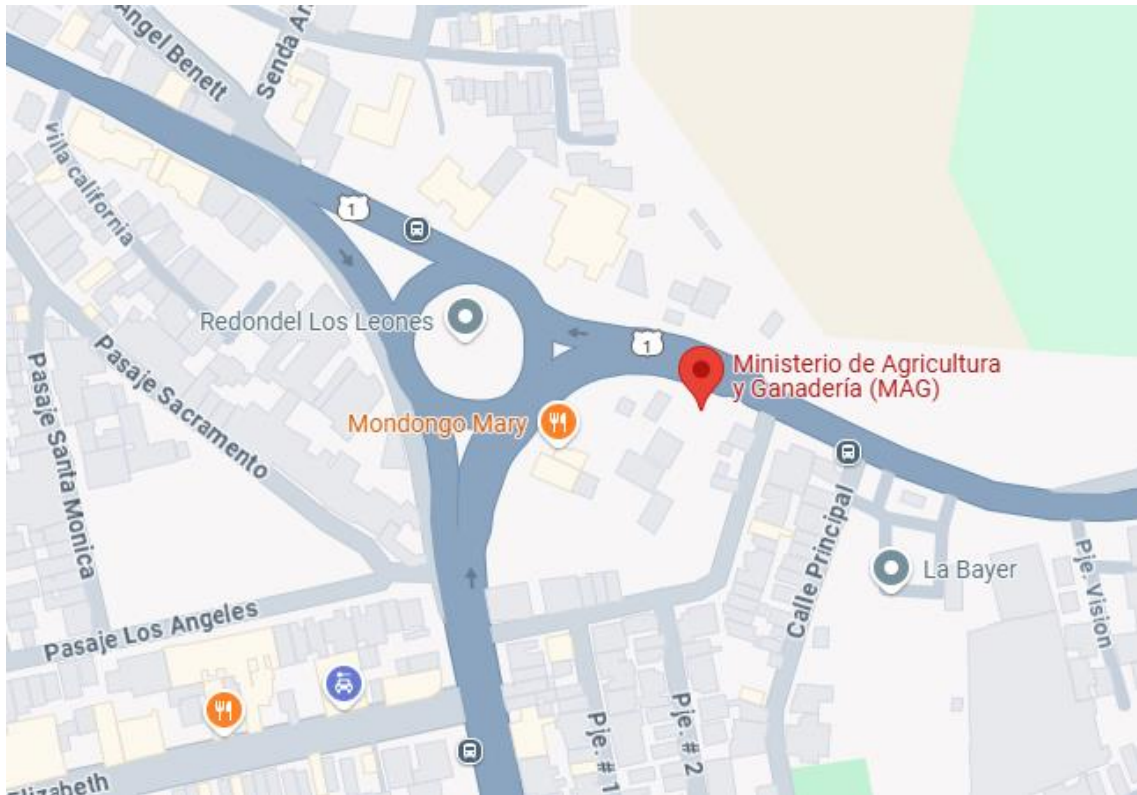 Angel Benett
Senda An
villa california
1
Redondel Los Leones
1
Ministerio de Agricultura
y Ganadería (MAG)
Mondongo Mary
Pasaje Sacramento
Pasaje Santa Monica
Calle Principal
La Bayer
Pje. Vision
Pasaje Los Angeles
Pje. # 1
Pje. # 2
Elizabeth